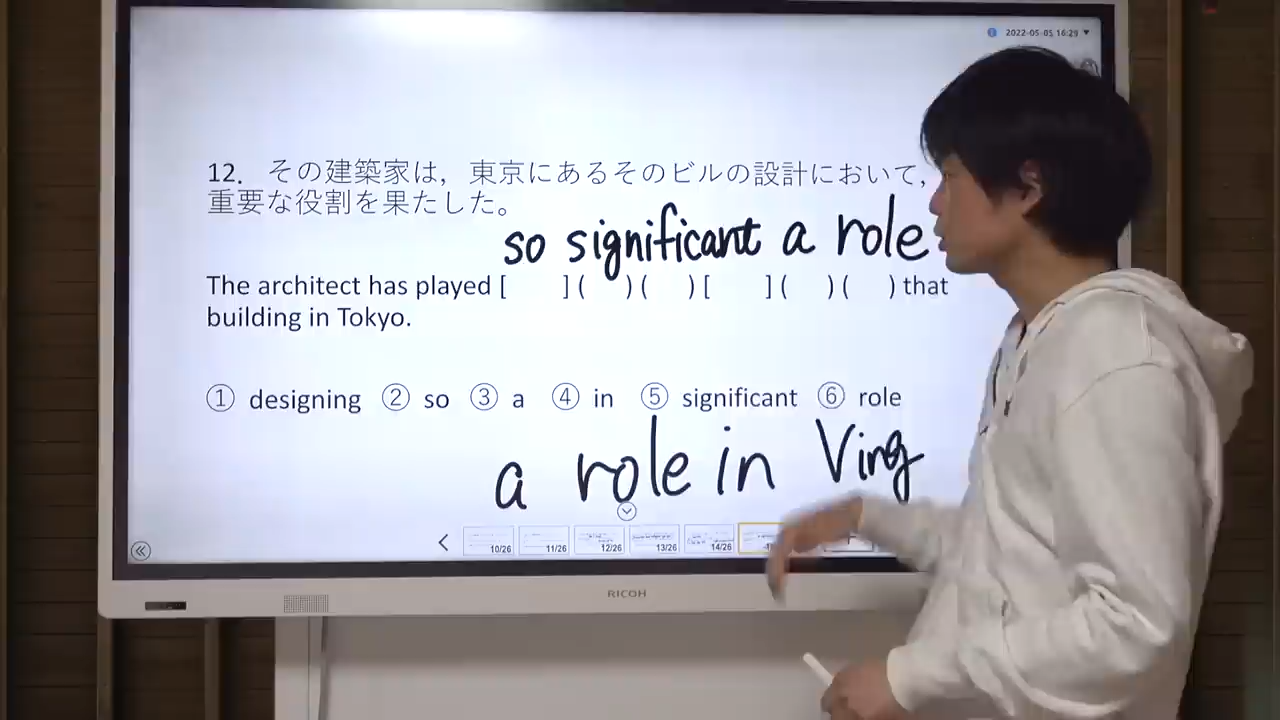 2022-05-05 16:29
12. その建築家は，東京にあるそのビルの設計において，
重要な役割を果たした。
so significant a role
The architect has played [ ] ( ) ( ) [ ] ( ) ( ) that
building in Tokyo.
① designing ② so ③ a ④ in ⑤ significant ⑥ role
a role in Ving
10/26 11/26 12/26 13/26 14/26
RICOH